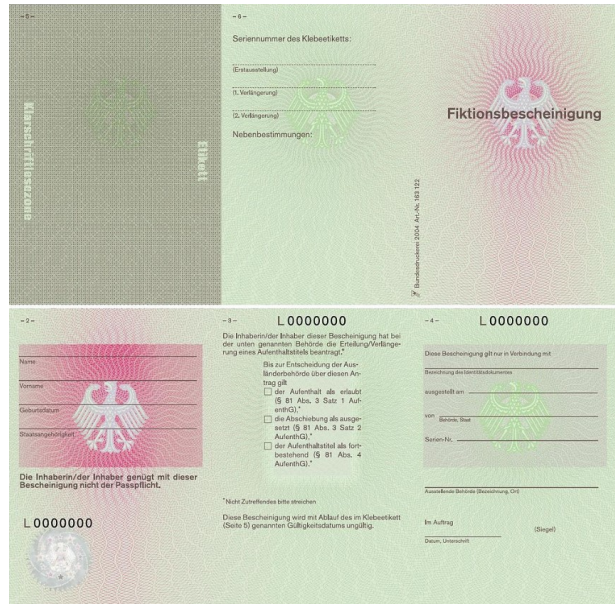 -5-
Klarschriftlesezone
Etikett
-6-
Seriennummer des Klebeetiketts:
(Erstausstellung)
(1. Verlängerung)
(2. Verlängerung)
Nebenbestimmungen:
Fiktionsbescheinigung
Bundesdruckerei 2004 Art.-Nr. 163 122
-2-
Name
Vorname
Geburtsdatum
Staatsangehörigkeit
Die Inhaberin/der Inhaber genügt mit dieser
Bescheinigung nicht der Passpflicht.
L0000000
-3-
L0000000
Die Inhaberin/der Inhaber dieser Bescheinigung hat bei
der unten genannten Behörde die Erteilung/Verlänge-
rung eines Aufenthaltstitels beantragt.*
Bis zur Entscheidung der Aus-
länderbehörde über diesen An-
trag gilt
der Aufenthalt als erlaubt
(§ 81 Abs. 3 Satz 1 Auf-
enthG),*
die Abschiebung als ausge-
setzt (§ 81 Abs. 3 Satz 2
AufenthG),*
der Aufenthaltstitel als fort-
bestehend (§ 81 Abs. 4
AufenthG).*
*Nicht Zutreffendes bitte streichen
Diese Bescheinigung wird mit Ablauf des im Klebeetikett
(Seite 5) genannten Gültigkeitsdatums ungültig.
-4-
L0000000
Diese Bescheinigung gilt nur in Verbindung mit
Bezeichnung des Identitätsdokumentes
ausgestellt am
von
Behörde, Staat
Serien-Nr.
Ausstellende Behörde (Bezeichnung, Ort)
Im Auftrag
(Siegel)
Datum, Unterschrift